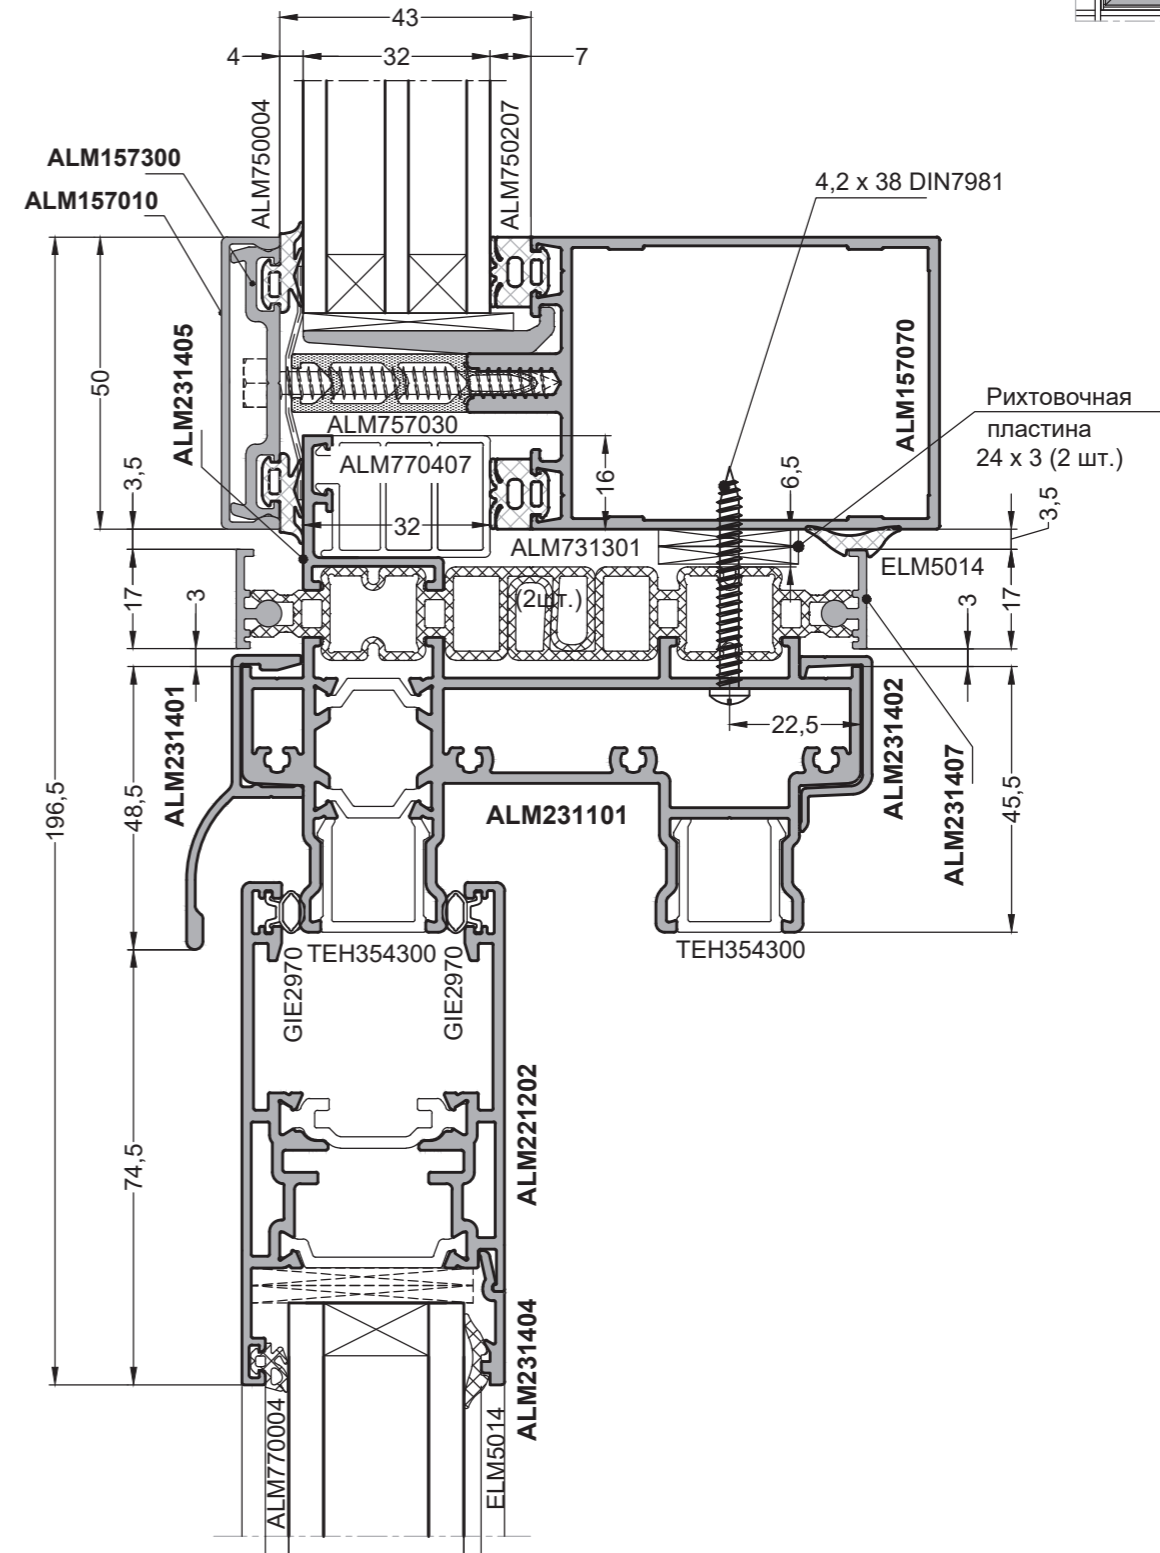 43
4
32
7
ALM750004
ALM750207
ALM157300
ALM157010
4,2 x 38 DIN7981
ALM231405
50
ALM757030
ALM770407
32
16
ALM157070
6,5
Рихтовочная
пластина
24 x 3 (2 шт.)
3,5
3,5
ALM731301
(2шт.)
ELM5014
17
3
3
17
196,5
48,5
ALM231401
22,5
ALM231402
ALM231407
45,5
ALM231101
GIE2970
TEH354300
GIE2970
TEH354300
74,5
ALM221202
ALM231404
ALM770004
ELM5014